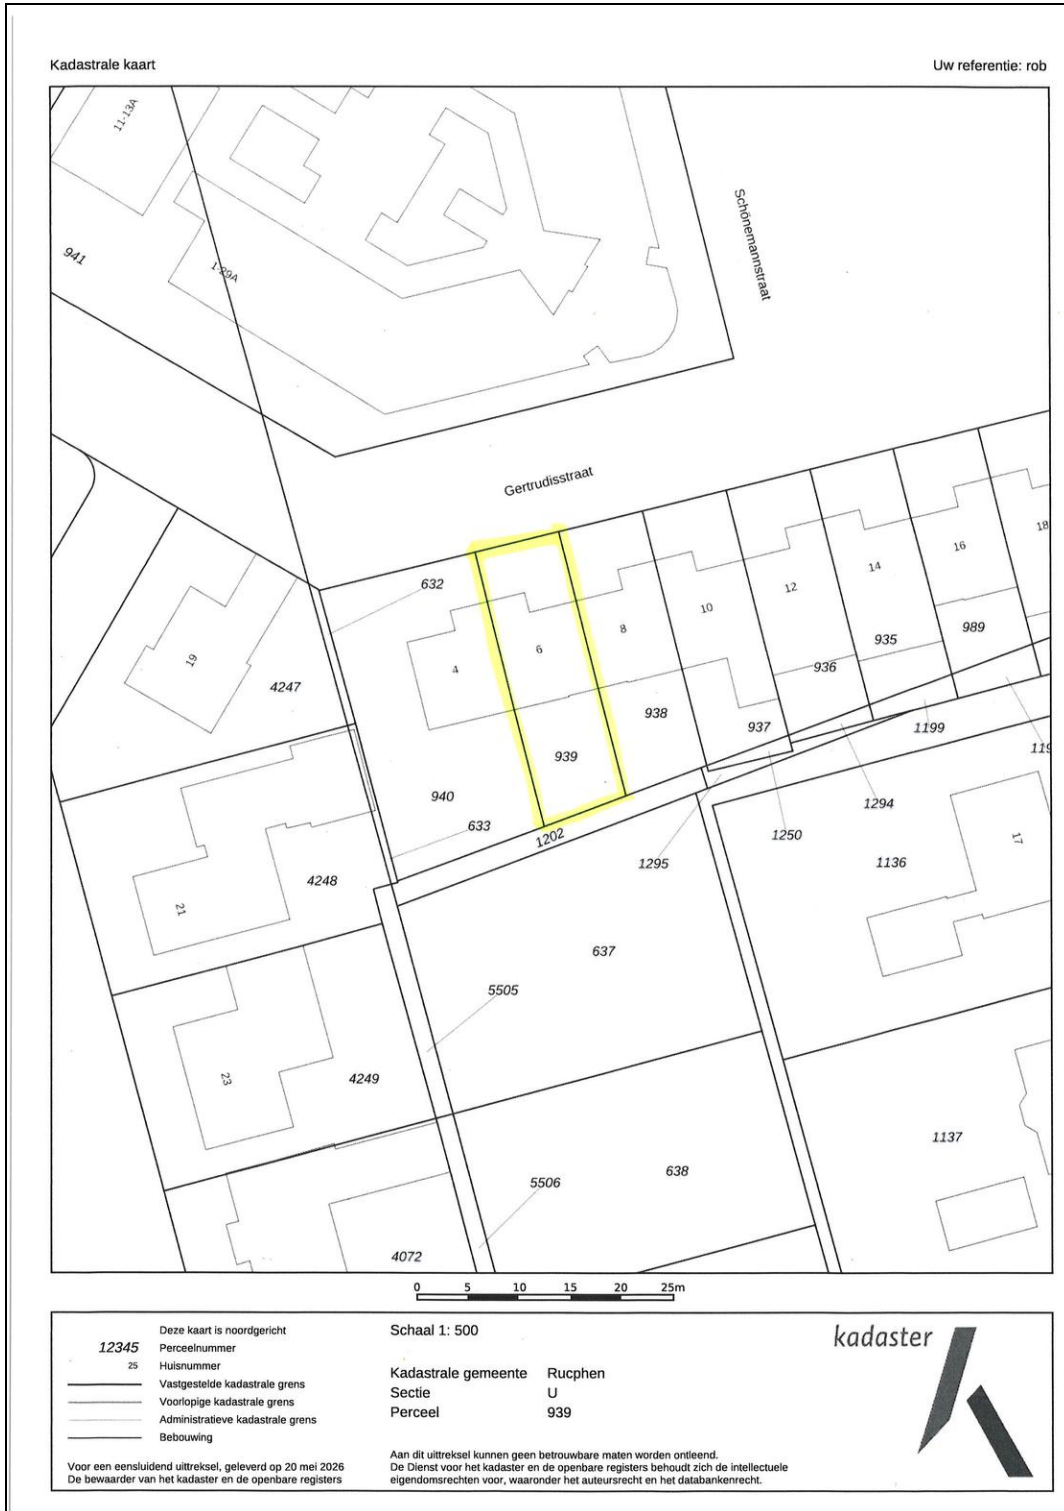 Kadastrale kaart
Uw referentie: rob
11-13A
941
1-29A
Schönemannstraat
Gertrudisstraat
632
18
16
14
12
10
8
6
4
19
4247
989
935
936
938
937
939
940
633
1202
1199
119
1294
1250
1295
1136
17
4248
21
637
5505
23
4249
1137
638
5506
4072
0 5 10 15 20 25m
Deze kaart is noordgericht
12345 Perceelnummer
25 Huisnummer
Vastgestelde kadastrale grens
Voorlopige kadastrale grens
Administratieve kadastrale grens
Bebouwing
Voor een eensluidend uittreksel, geleverd op 20 mei 2026
De bewaarder van het kadaster en de openbare registers
Schaal 1: 500
Kadastrale gemeente Rucphen
Sectie U
Perceel 939
Aan dit uittreksel kunnen geen betrouwbare maten worden ontleend.
De Dienst voor het kadaster en de openbare registers behoudt zich de intellectuele
eigendomsrechten voor, waaronder het auteursrecht en het databankenrecht.
kadaster